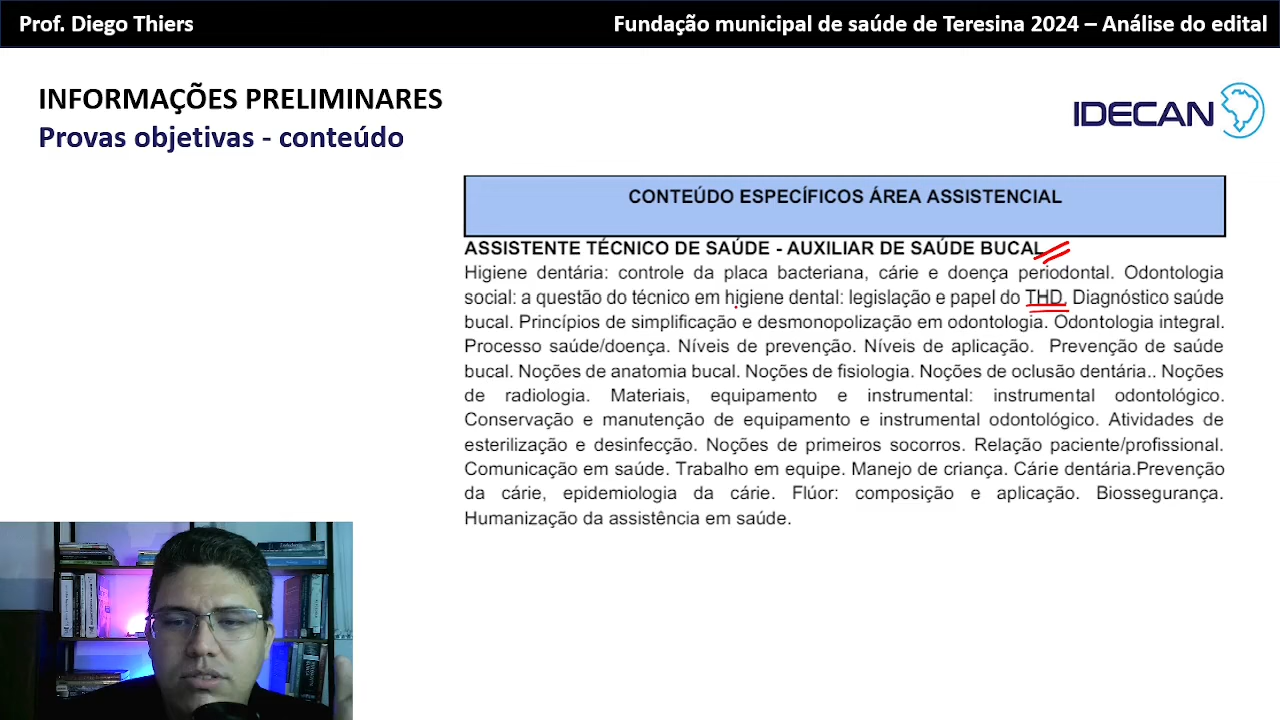 Prof. Diego Thiers
Fundação municipal de saúde de Teresina 2024 – Análise do edital
INFORMAÇÕES PRELIMINARES
Provas objetivas - conteúdo
IDECAN
CONTEÚDO ESPECÍFICOS ÁREA ASSISTENCIAL
ASSISTENTE TÉCNICO DE SAÚDE - AUXILIAR DE SAÚDE BUCAL
Higiene dentária: controle da placa bacteriana, cárie e doença periodontal. Odontologia
social: a questão do técnico em higiene dental: legislação e papel do THD. Diagnóstico saúde
bucal. Princípios de simplificação e desmonopolização em odontologia. Odontologia integral.
Processo saúde/doença. Níveis de prevenção. Níveis de aplicação. Prevenção de saúde
bucal. Noções de anatomia bucal. Noções de fisiologia. Noções de oclusão dentária.. Noções
de radiologia. Materiais, equipamento e instrumental: instrumental odontológico.
Conservação e manutenção de equipamento e instrumental odontológico. Atividades de
esterilização e desinfecção. Noções de primeiros socorros. Relação paciente/profissional.
Comunicação em saúde. Trabalho em equipe. Manejo de criança. Cárie dentária.Prevenção
da cárie, epidemiologia da cárie. Flúor: composição e aplicação. Biossegurança.
Humanização da assistência em saúde.